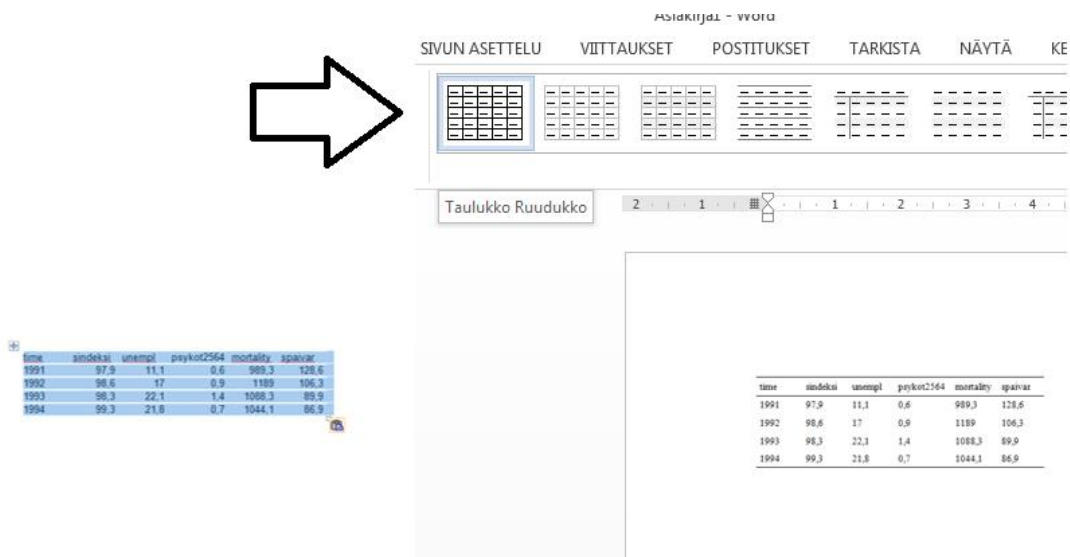 Asiakirja1 - Word
SIVUN ASETTELU VIITTAUKSET POSTITUKSET TARKISTA NÄYTÄ KE
Taulukko Ruudukko
2 1 1 2 3 4
time sindeksi unempl psykot2564 mortality spaivar
1991 97,9 11,1 0,6 989,3 128,6
1992 98,6 17 0,9 1189 106,3
1993 98,3 22,1 1,4 1088,3 89,9
1994 99,3 21,8 0,7 1044,1 86,9
time sindeksi unempl psykot2564 mortality spaivar
1991 97,9 11,1 0,6 989,3 128,6
1992 98,6 17 0,9 1189 106,3
1993 98,3 22,1 1,4 1088,3 89,9
1994 99,3 21,8 0,7 1044,1 86,9